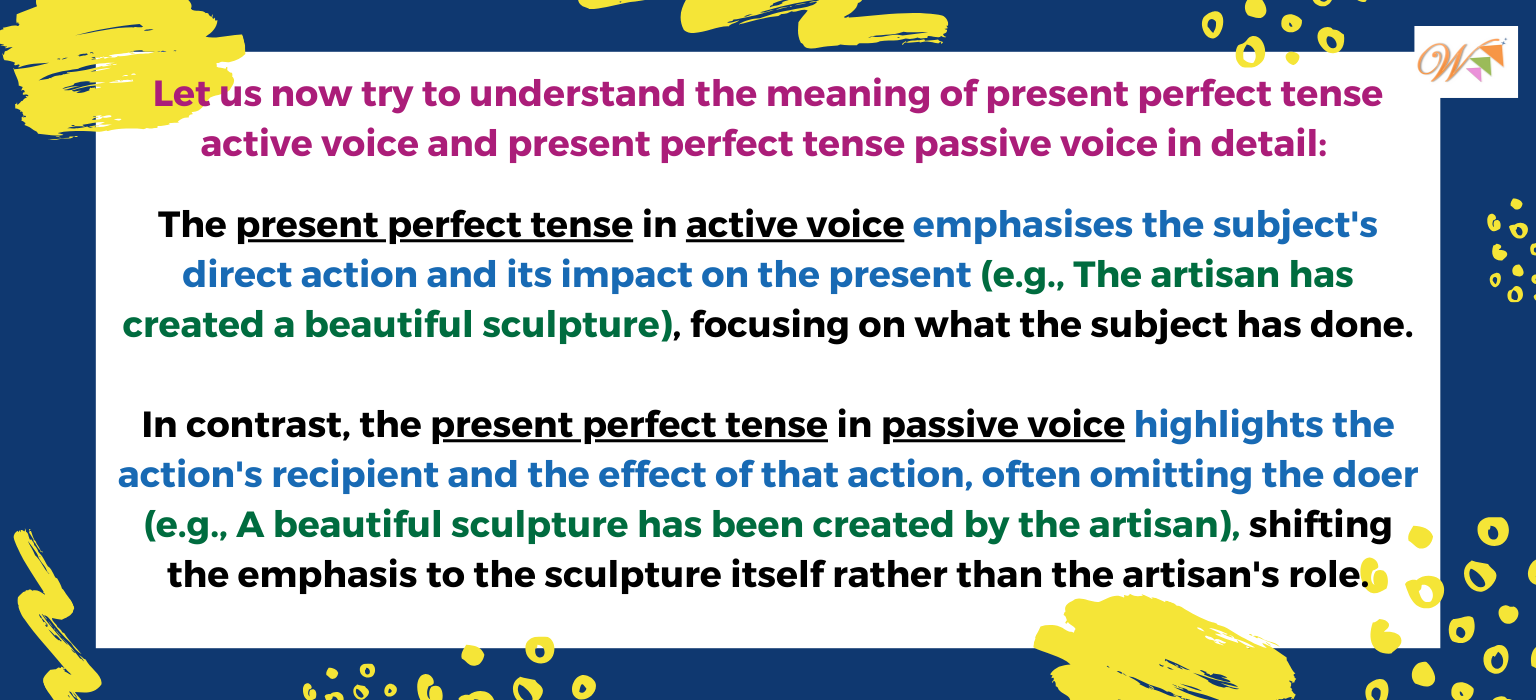 Let us now try to understand the meaning of present perfect tense
active voice and present perfect tense passive voice in detail:
The present perfect tense in active voice emphasises the subject's
direct action and its impact on the present (e.g., The artisan has
created a beautiful sculpture), focusing on what the subject has done.
In contrast, the present perfect tense in passive voice highlights the
action's recipient and the effect of that action, often omitting the doer
(e.g., A beautiful sculpture has been created by the artisan), shifting
the emphasis to the sculpture itself rather than the artisan's role.
W